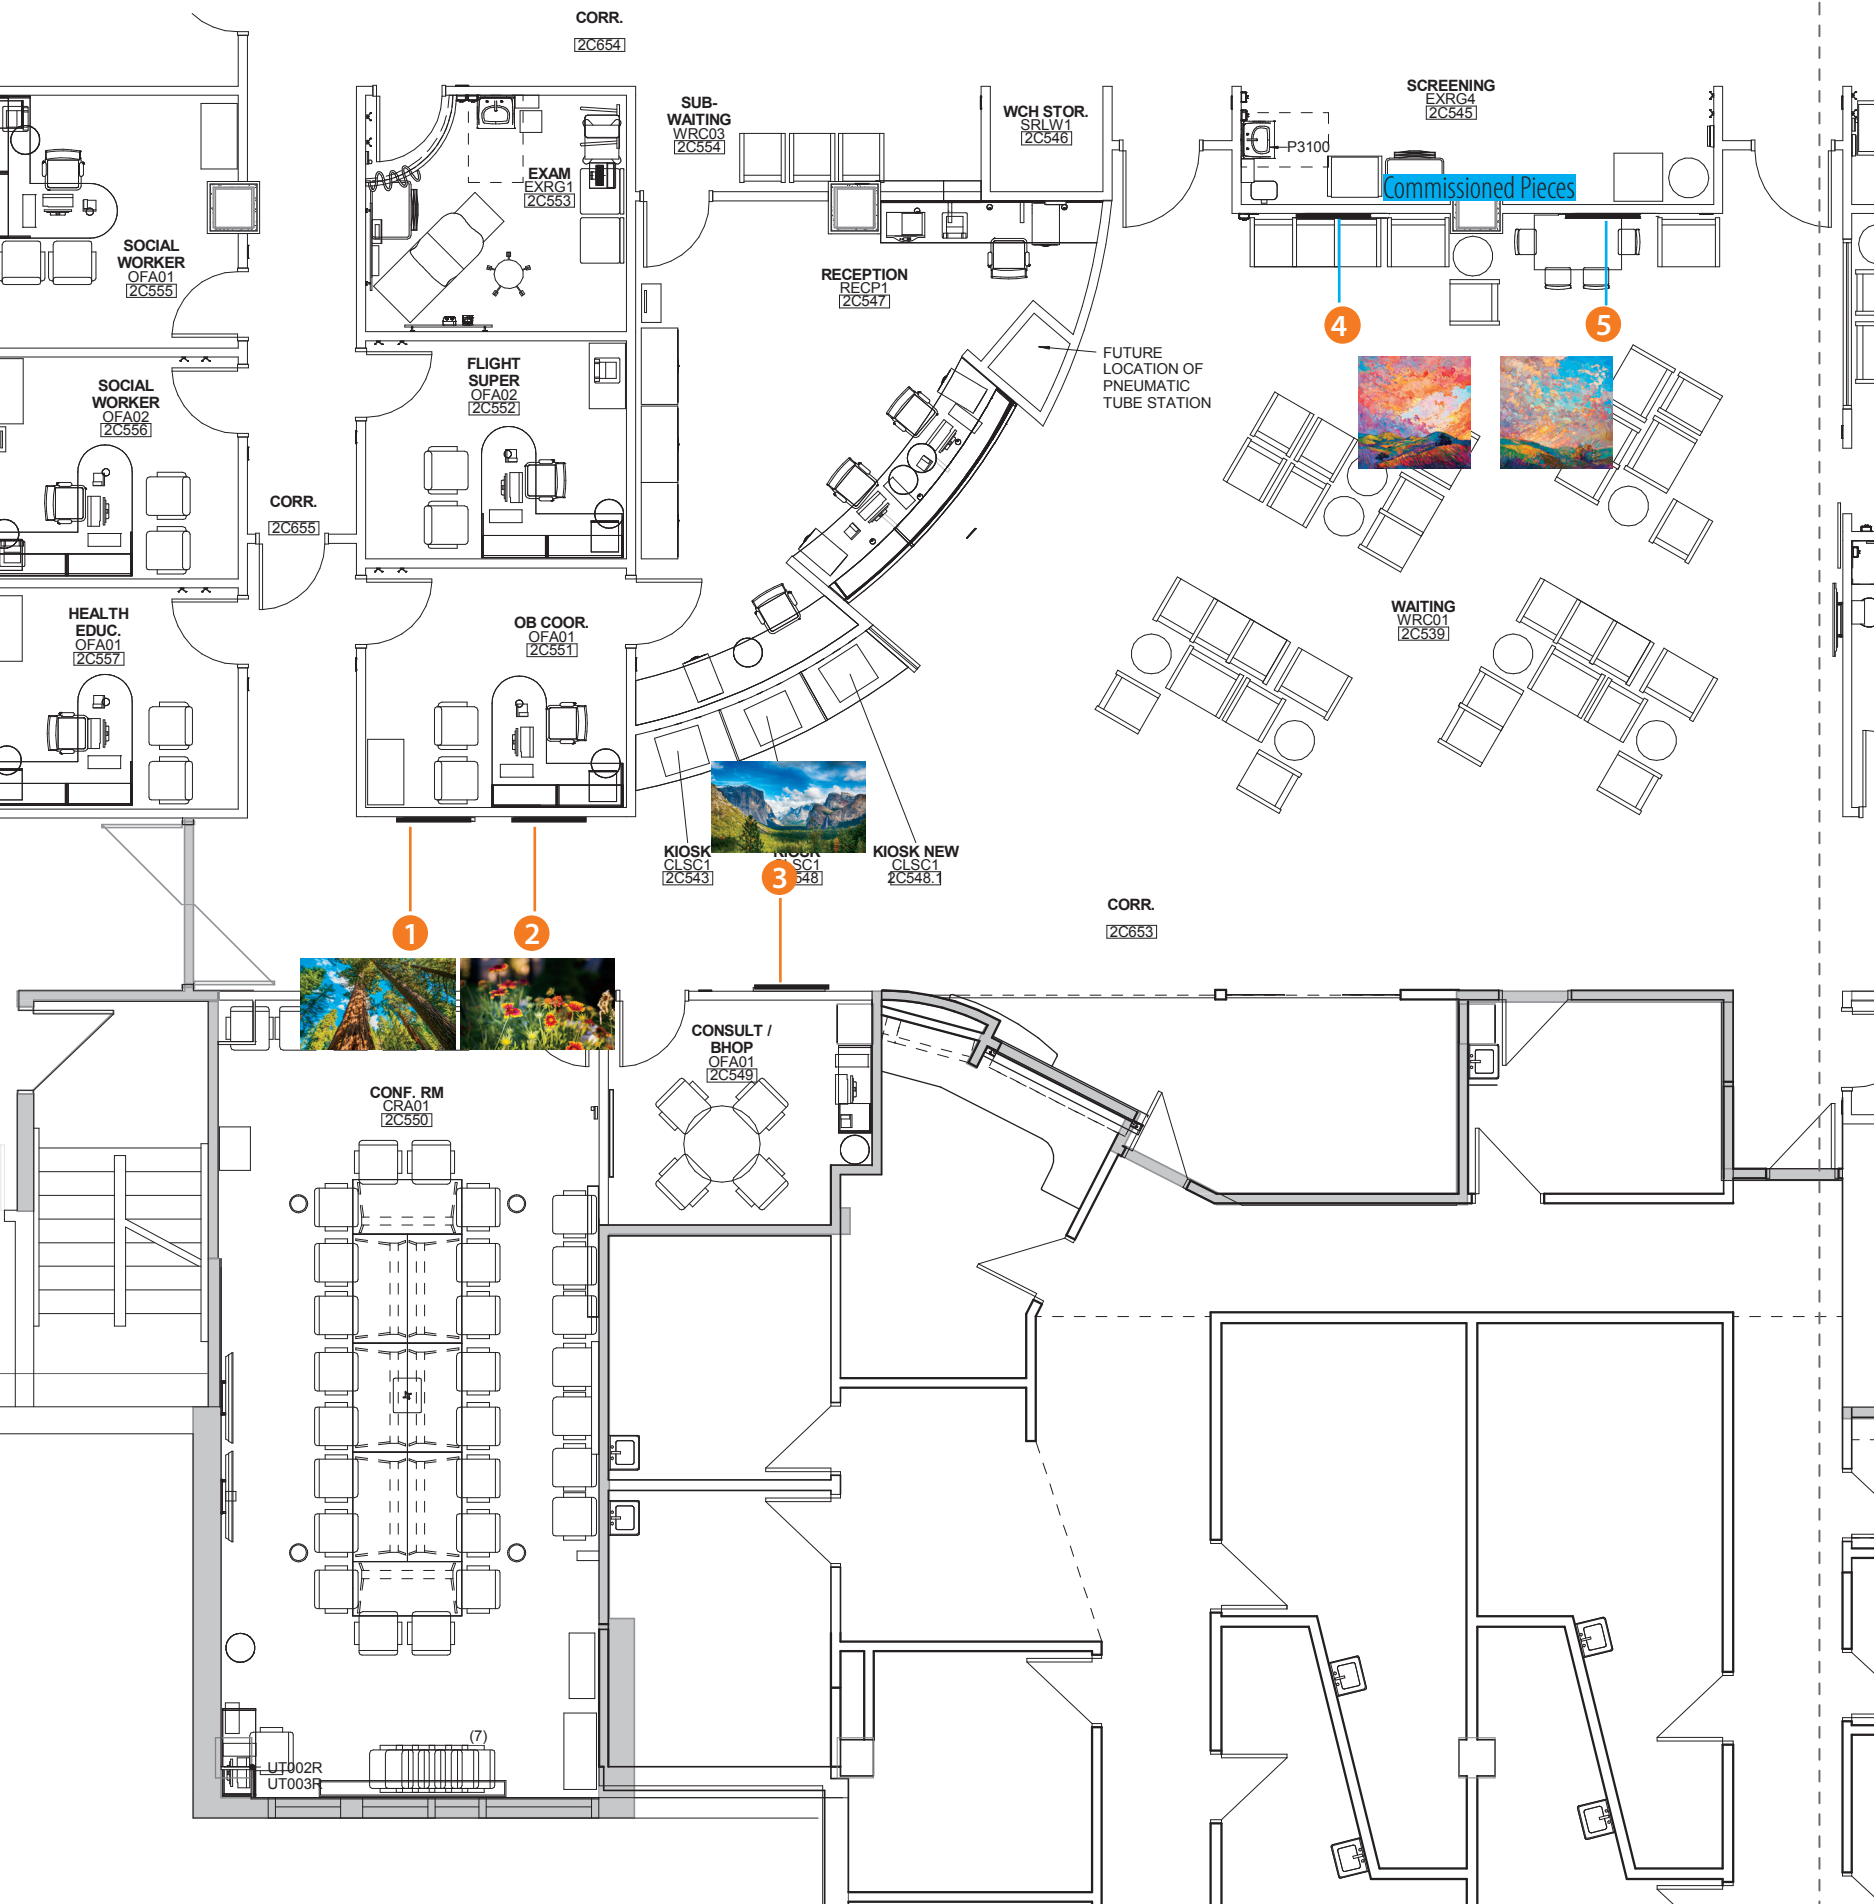 CORR.
2C654
SUB-
WAITING
WRC03
2C554
WCH STOR.
SRLW1
2C546
SCREENING
EXRG4
2C545
P3100
Commissioned Pieces
EXAM
EXRG1
2C553
SOCIAL
WORKER
OFA01
2C555
RECEPTION
RECP1
2C547
4
5
FUTURE
LOCATION OF
PNEUMATIC
TUBE STATION
FLIGHT
SUPER
OFA02
2C552
SOCIAL
WORKER
OFA02
2C556
CORR.
2C655
HEALTH
EDUC.
OFA01
2C557
OB COOR.
OFA01
2C551
WAITING
WRC01
2C539
KIOSK
CLSC1
2C543
KIOSK
SC1
548
KIOSK NEW
CLSC1
2C548.1
3
1
2
CORR.
2C653
CONSULT /
BHOP
OFA01
2C549
CONF. RM
CRA01
2C550
(7)
UT002R
UT003R